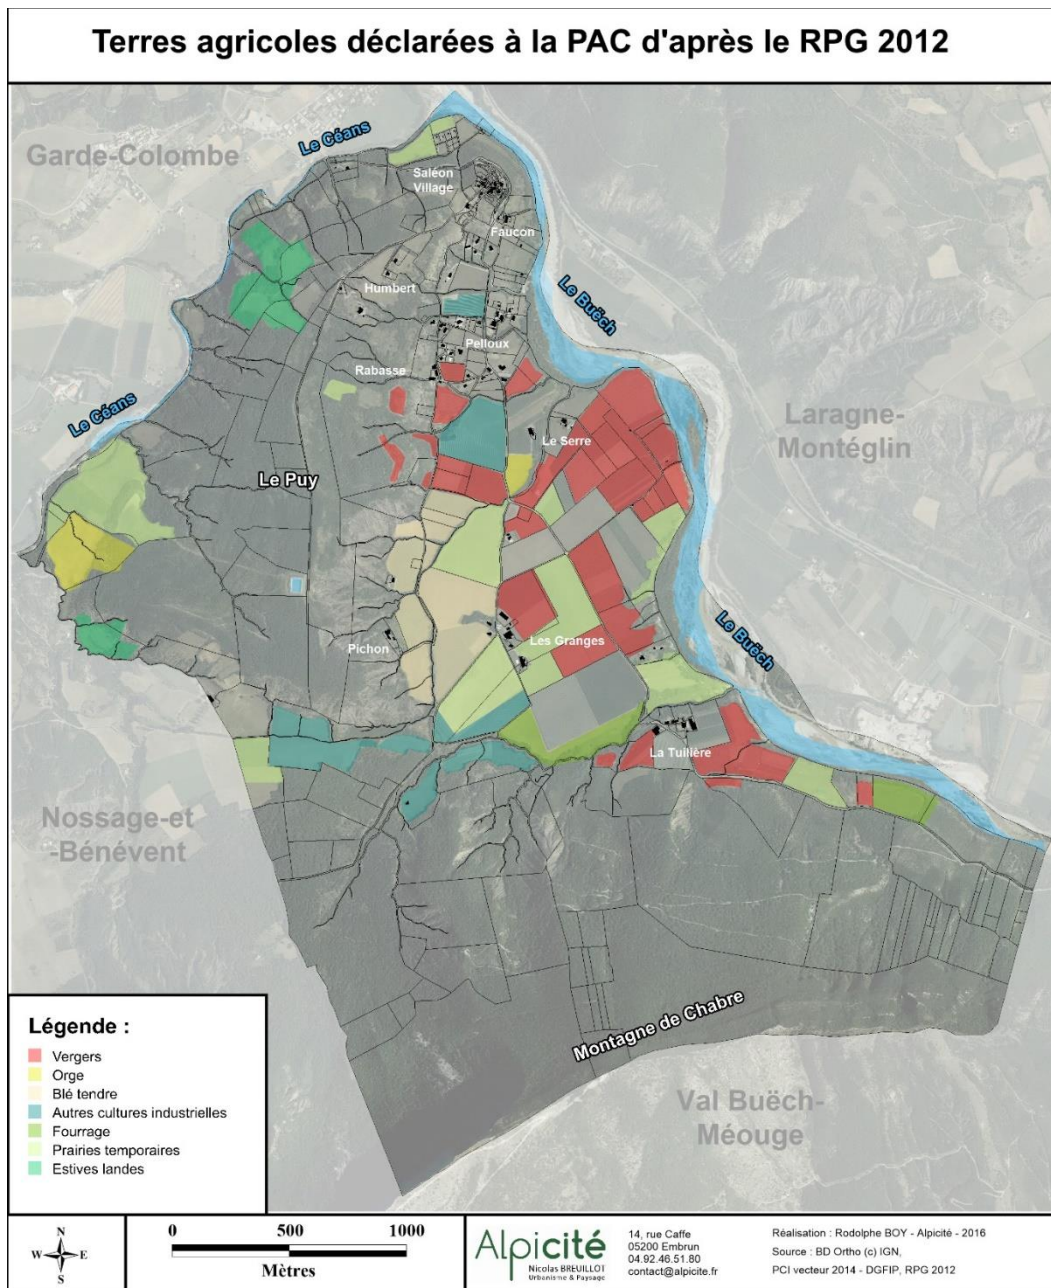 Terres agricoles déclarées à la PAC d'après le RPG 2012
Le Céans
Garde-Colombe
Saléon
Village
Faucon
Humbert
Le Buëch
Pelloux
Rabasse
Le Céans
Laragne-
Montéglin
Le Serre
Le Puy
Les Granges
Le Buëch
Pichon
La Tuilière
Nossage-et
-Bénévent
Montagne de Chabre
Val Buëch-
Méouge
Légende :
Vergers
Orge
Blé tendre
Autres cultures industrielles
Fourrage
Prairies temporaires
Estives landes
N
W E
S
0 500 1000
Mètres
Alpicité
Nicolas BREUILLOT
Urbanisme & Paysage
14, rue Caffe
05200 Embrun
04.92.46.51.80
contact@alpicite.fr
Réalisation : Rodolphe BOY - Alpicité - 2016
Source : BD Ortho (c) IGN,
PCI vecteur 2014 - DGFIP, RPG 2012